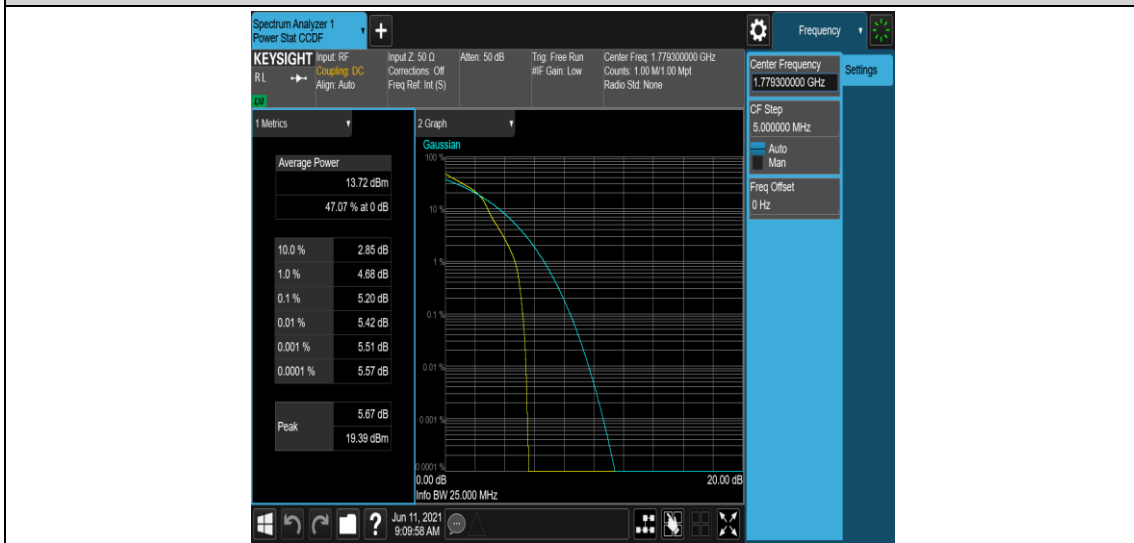 Spectrum Analyzer 1
Power Stat CCDF
+
Frequency
KEYSIGHT
RL
LXI
Input: RF
Coupling: DC
Align: Auto
Input Z: 50 Ω
Corrections: Off
Freq Ref: Int (S)
Atten: 50 dB
Trig: Free Run
#IF Gain: Low
Center Freq: 1.779300000 GHz
Counts: 1.00 M/1.00 Mpt
Radio Std: None
Center Frequency
1.779300000 GHz
Settings
CF Step
5.000000 MHz
Auto
Man
Freq Offset
0 Hz
1 Metrics
Average Power
13.72 dBm
47.07 % at 0 dB
10.0 % 2.85 dB
1.0 % 4.68 dB
0.1 % 5.20 dB
0.01 % 5.42 dB
0.001 % 5.51 dB
0.0001 % 5.57 dB
Peak 5.67 dB
19.39 dBm
2 Graph
Gaussian
100 %
10 %
1 %
0.1 %
0.01 %
0.001 %
0.0001 %
0.00 dB 20.00 dB
Info BW 25.000 MHz
?
Jun 11, 2021
9:09:58 AM